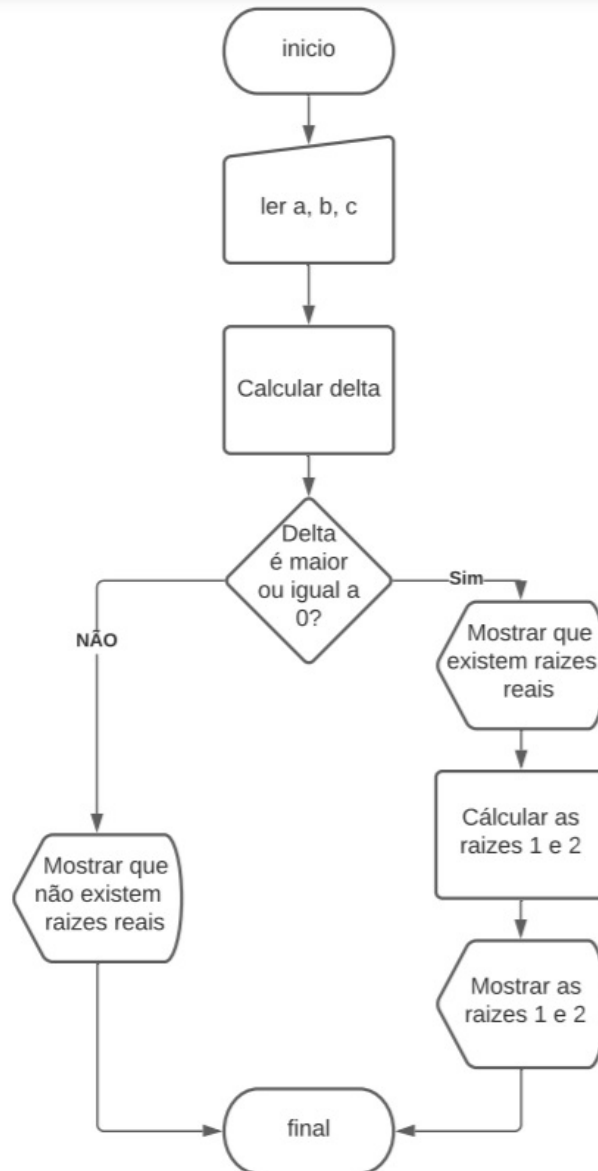 inicio
ler a, b, c
Calcular delta
Delta
é maior
ou igual a
0?
Sim
NÃO
Mostrar que
existem raizes
reais
Cálcular as
raizes 1 e 2
Mostrar que
não existem
raizes reais
Mostrar as
raizes 1 e 2
final